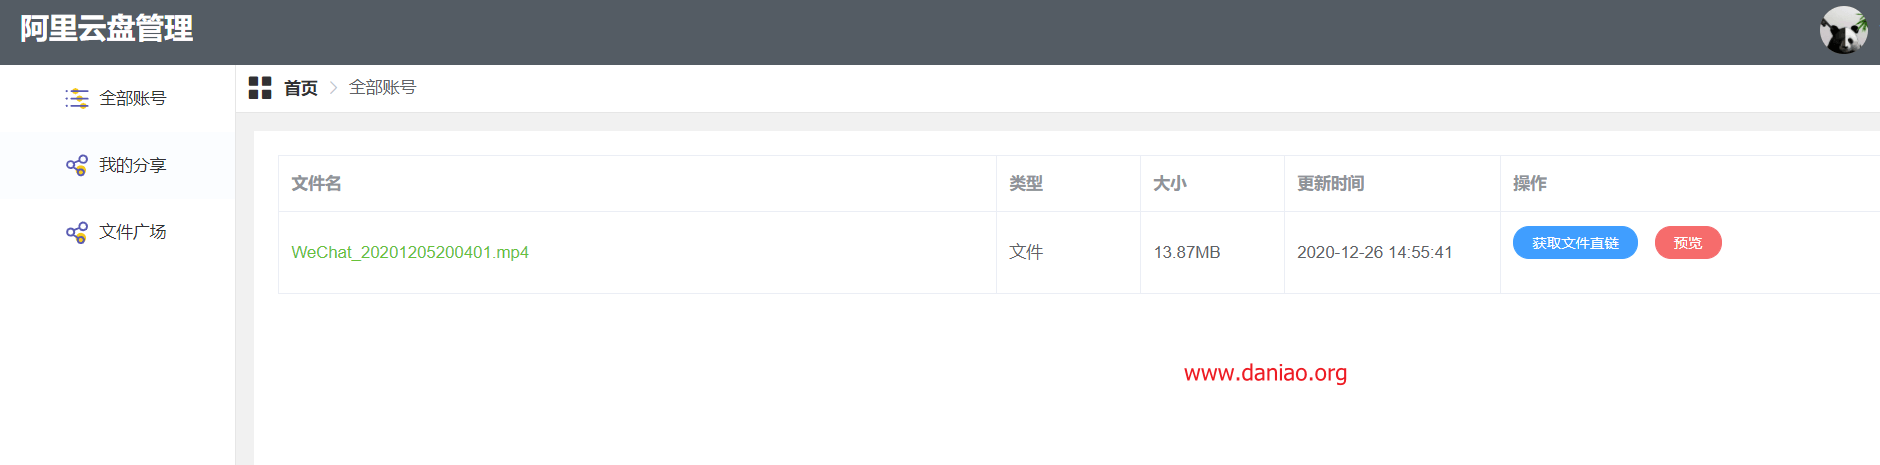 阿里云盘管理
全部账号
我的分享
文件广场
首页 > 全部账号
文件名 类型 大小 更新时间 操作
WeChat_20201205200401.mp4 文件 13.87MB 2020-12-26 14:55:41 获取文件直链 预览
www.daniao.org